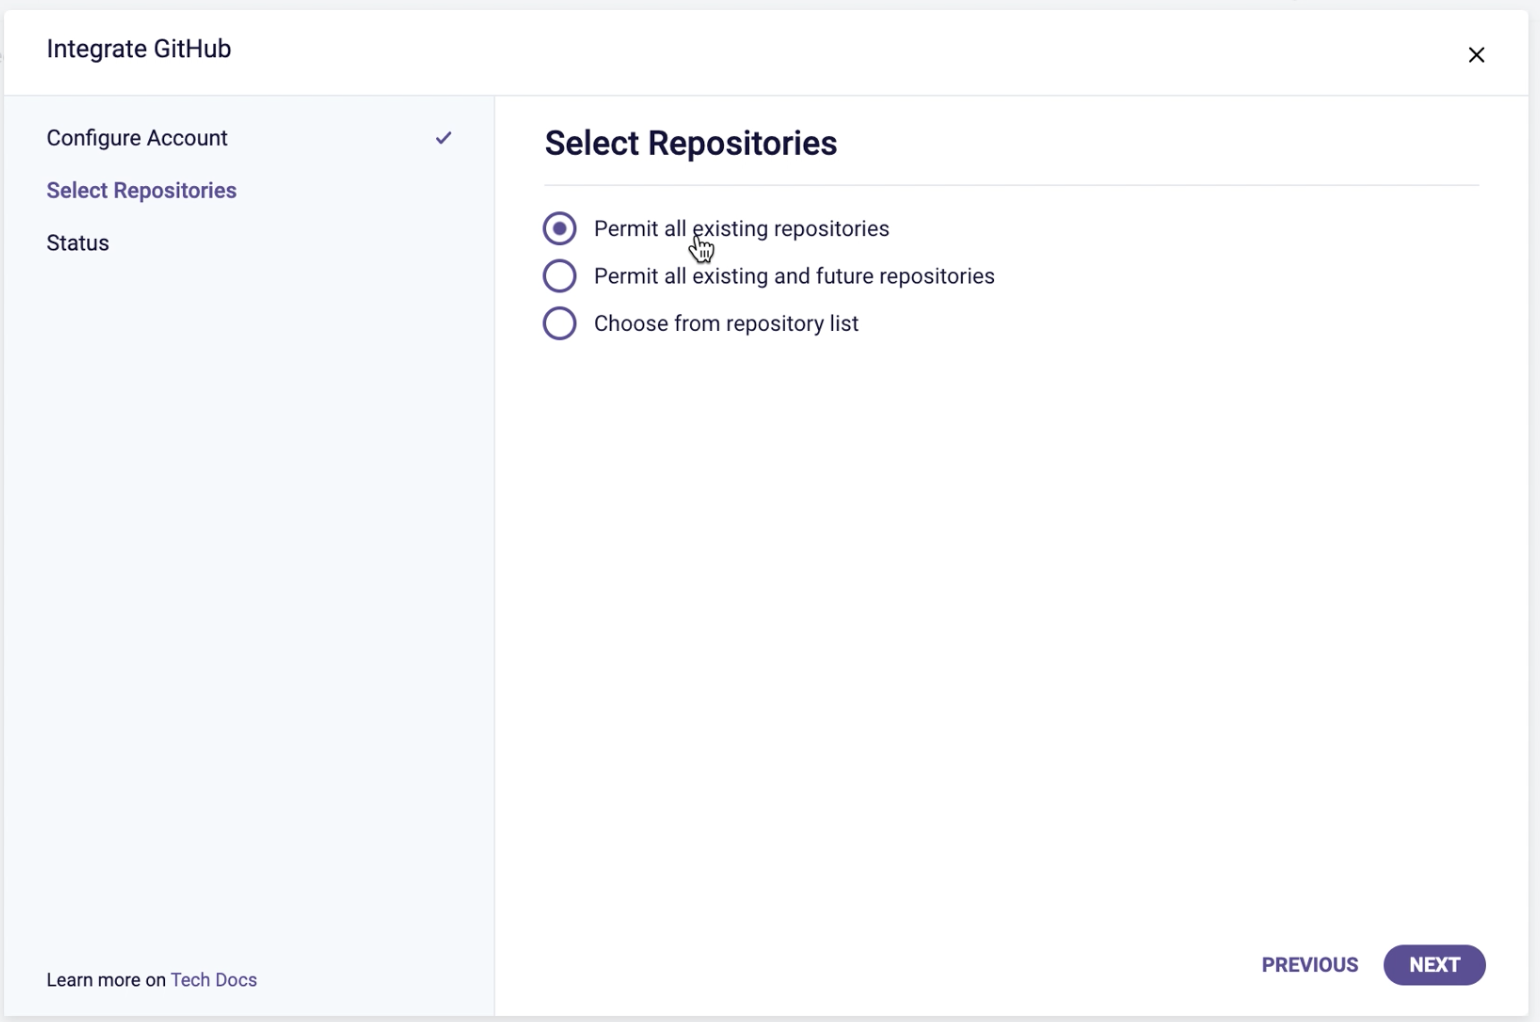 Integrate GitHub
Configure Account
Select Repositories
Status
Learn more on Tech Docs
Select Repositories
Permit all existing repositories
Permit all existing and future repositories
Choose from repository list
PREVIOUS NEXT